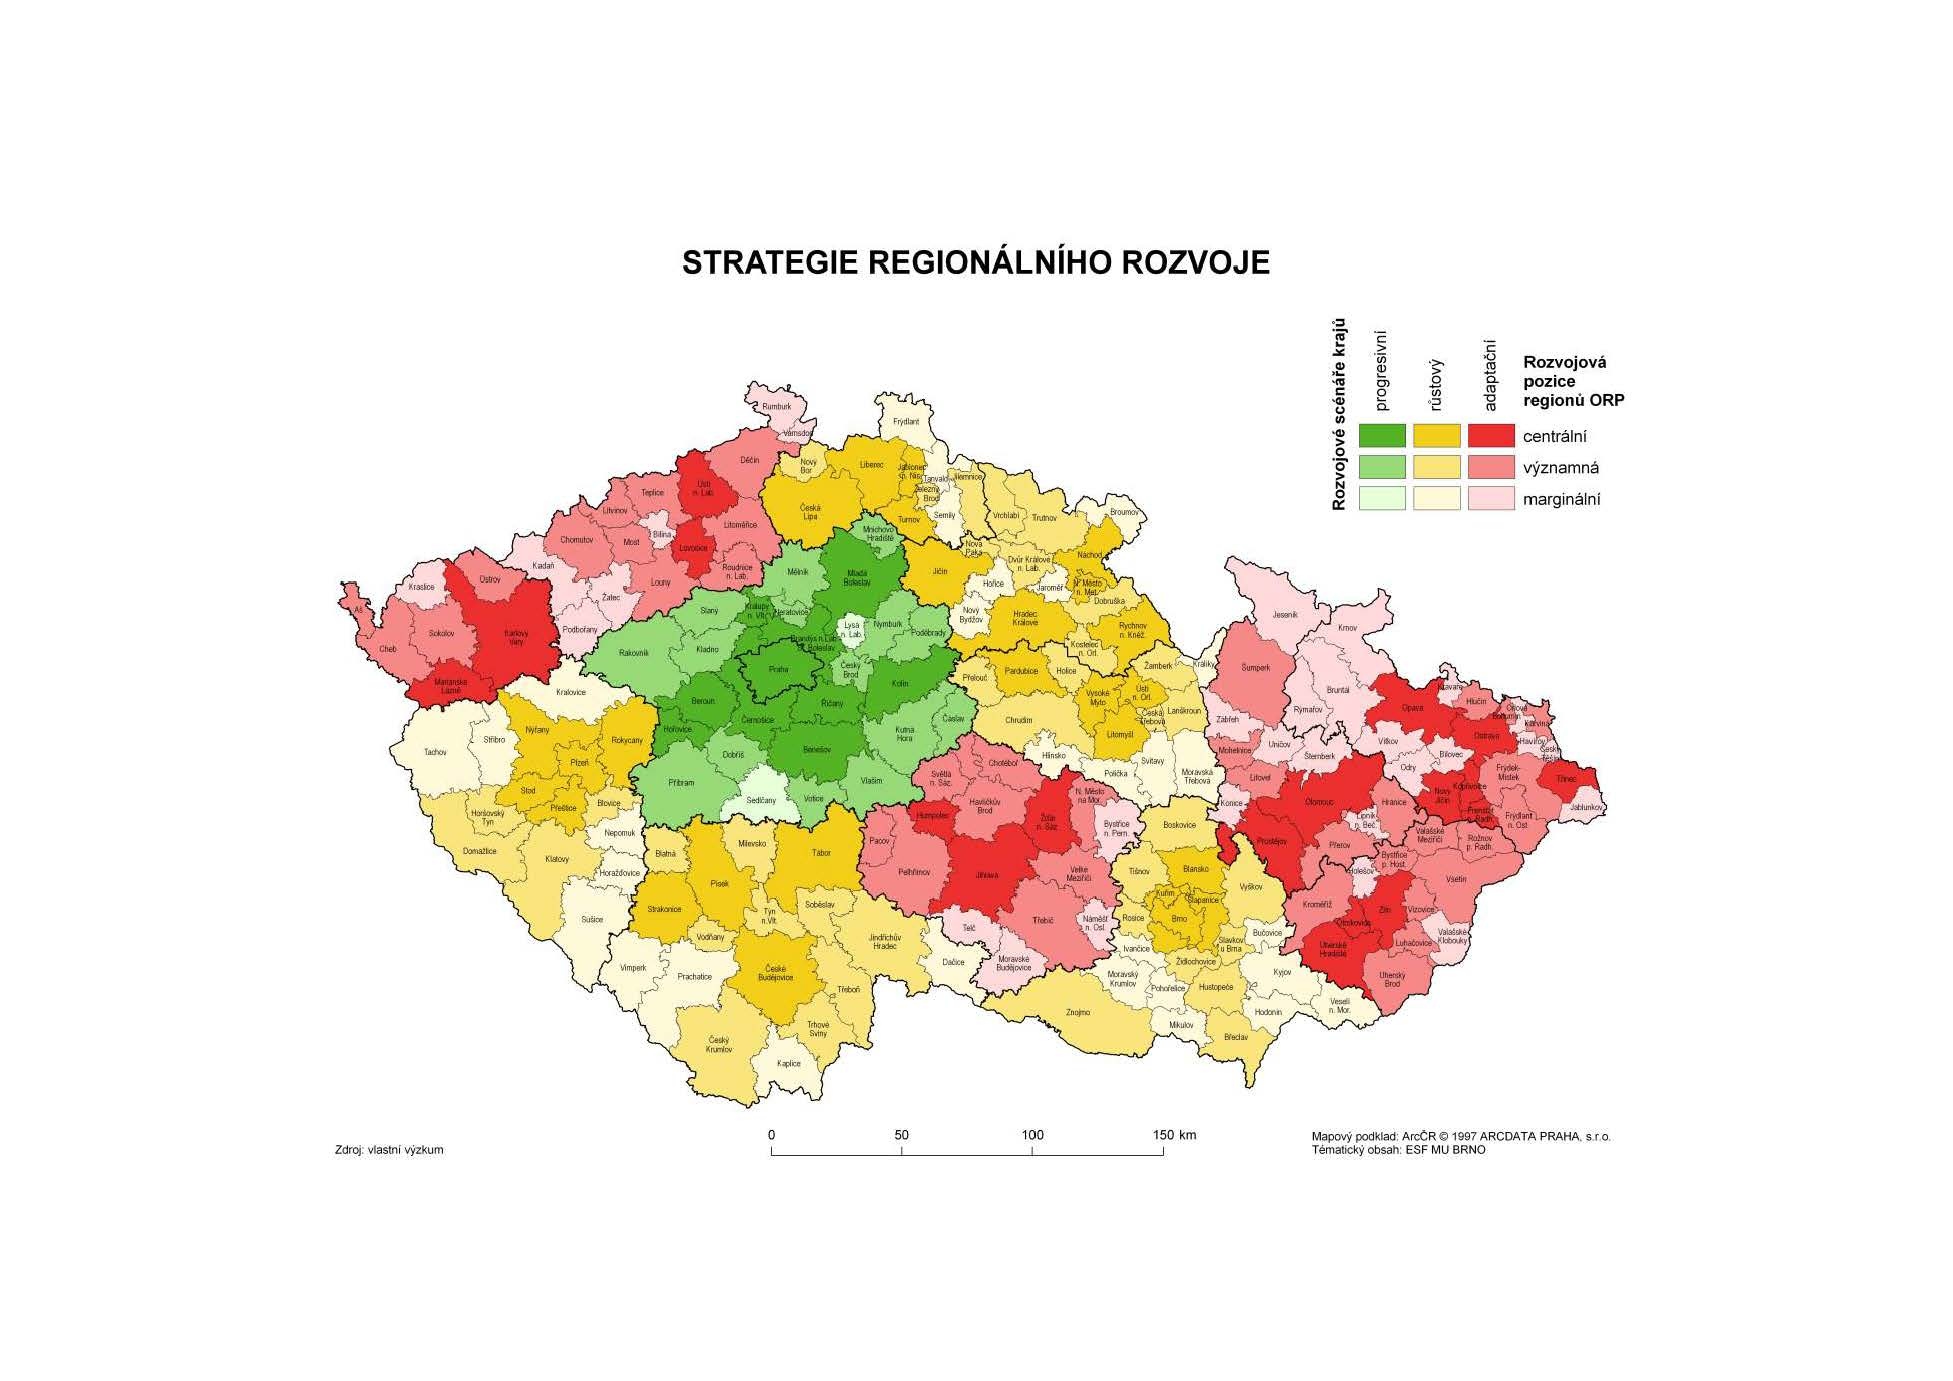 STRATEGIE REGIONÁLNÍHO ROZVOJE
Rozvojové scénáře krajů
progresivní
růstový
adaptační
Rozvojová
pozice
regionů ORP
centrální
významná
marginální
Rumburk
Varnsdorf
Frýdlant
Děčín
Nový
Bor
Liberec
Jablonec
n. Nis.
Tanvald
Jilemnice
Železný
Brod
Ústí
n. Lab.
Teplice
Litvínov
Česká
Lípa
Semily
Turnov
Vrchlabí
Trutnov
Broumov
Litoměřice
Mnichovo
Hradiště
Bílina
Most
Chomutov
Lovosice
Nová
Paka
Náchod
Kadaň
Roudnice
n. Lab.
Mělník
Mladá
Boleslav
Jičín
Dvůr Králové
n. Lab.
Hořice
Jaroměř
N. Město
n. Met.
Kraslice
Ostrov
Louny
Žatec
Dobruška
Aš
Slaný
Kralupy
n. Vlt.
Neratovice
Nový
Bydžov
Hradec
Králové
Jeseník
Sokolov
Karlovy
Vary
Podbořany
Lysá
n. Lab.
Nymburk
Poděbrady
Rychnov
n. Kněž.
Krnov
Brandýs n.Lab.
Boleslav
Cheb
Rakovník
Kladno
Kostelec
n. Orl.
Praha
Český
Brod
Žamberk
Králíky
Šumperk
Pardubice
Holice
Přelouč
Mariánské
Lázně
Kralovice
Kolín
Vysoké
Mýto
Ústí
n. Orl.
Bruntál
Kravaře
Beroun
Říčany
Lanškroun
Rýmařov
Opava
Hlučín
Bohumín
Černošice
Čáslav
Chrudim
Česká
Třebová
Zábřeh
Karviná
Nýřany
Hořovice
Kutná
Hora
Litomyšl
Ostrava
Stříbro
Rokycany
Uničov
Vítkov
Havířov
Tachov
Dobříš
Benešov
Hlinsko
Mohelnice
Šternberk
Bílovec
Český
Těšín
Plzeň
Chotěboř
Svitavy
Odry
Příbram
Vlašim
Světlá
n. Sáz.
Polička
Moravská
Třebová
Litovel
Frýdek-
Místek
Třinec
Stod
Sedlčany
Votice
Havlíčkův
Brod
N. Město
na Mor.
Konice
Olomouc
Hranice
Nový
Jičín
Kopřivnice
Přeštice
Blovice
Jablunkov
Horšovský
Týn
Humpolec
Žďár
n. Sáz.
Bystřice
n. Pern.
Boskovice
Lipník
n. Beč.
Frenštát
p. Radh.
Frýdlant
n. Ost.
Nepomuk
Milevsko
Pacov
Prostějov
Přerov
Valašské
Meziříčí
Rožnov
p. Radh.
Domažlice
Klatovy
Blatná
Tábor
Bystřice
p. Host.
Horažďovice
Pelhřimov
Jihlava
Velké
Meziříčí
Tišnov
Blansko
Holešov
Vsetín
Písek
Vyškov
Kuřim
Šlapanice
Kroměříž
Strakonice
Týn
n.Vlt.
Soběslav
Zlín
Vizovice
Sušice
Třebíč
Náměšť
n. Osl.
Rosice
Brno
Otrokovice
Telč
Bučovice
Valašské
Klobouky
Vodňany
Jindřichův
Hradec
Slavkov
u Brna
Luhačovice
Ivančice
Uherské
Hradiště
Dačice
Moravské
Budějovice
Židlochovice
Vimperk
Prachatice
České
Budějovice
Kyjov
Uherský
Brod
Moravský
Krumlov
Pohořelice
Hustopeče
Třeboň
Veselí
n. Mor.
Znojmo
Hodonín
Trhové
Sviny
Mikulov
Český
Krumlov
Břeclav
Kaplice
0 50 100 150 km
Zdroj: vlastní výzkum
Mapový podklad: ArcČR © 1997 ARCDATA PRAHA, s.r.o.
Tématický obsah: ESF MU BRNO